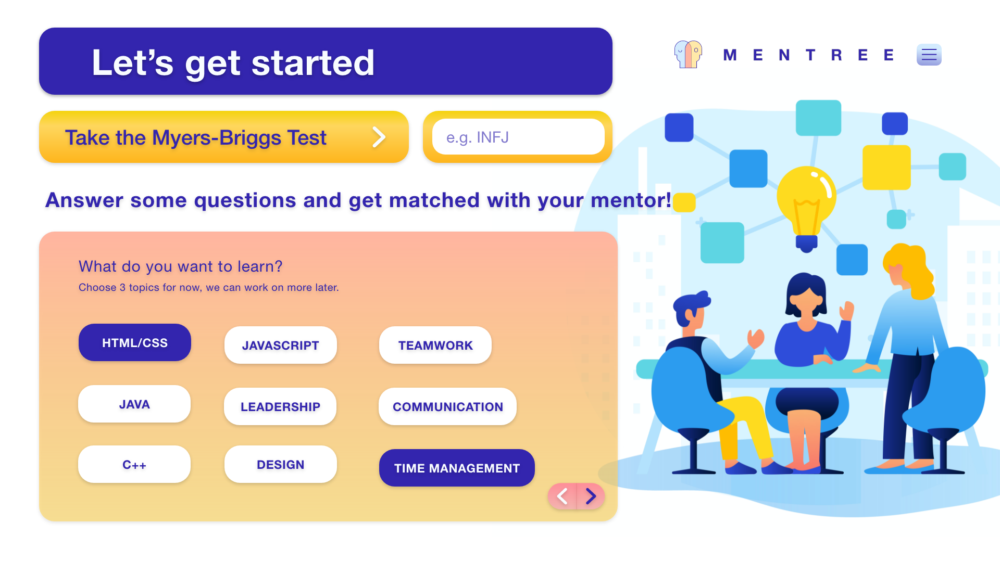 Let’s get started
MENTREE
Take the Myers-Briggs Test
e.g. INFJ
Answer some questions and get matched with your mentor!
What do you want to learn?
Choose 3 topics for now, we can work on more later.
HTML/CSS
JAVASCRIPT
TEAMWORK
JAVA
LEADERSHIP
COMMUNICATION
C++
DESIGN
TIME MANAGEMENT